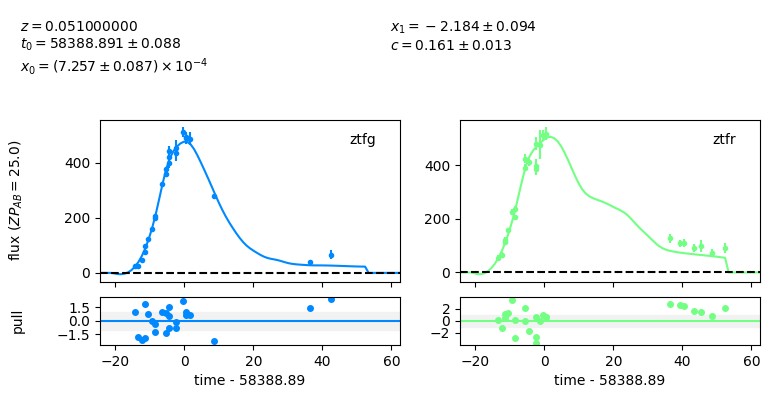 z = 0.051000000
t₀ = 58388.891 ± 0.088
x₀ = (7.257 ± 0.087) × 10⁻⁴
x₁ = −2.184 ± 0.094
c = 0.161 ± 0.013
flux (ZP_AB = 25.0)
400
200
0
ztfg
400
200
0
ztfr
pull
1.5
0.0
−1.5
2
0
−2
−20 0 20 40 60
−20 0 20 40 60
time - 58388.89
time - 58388.89